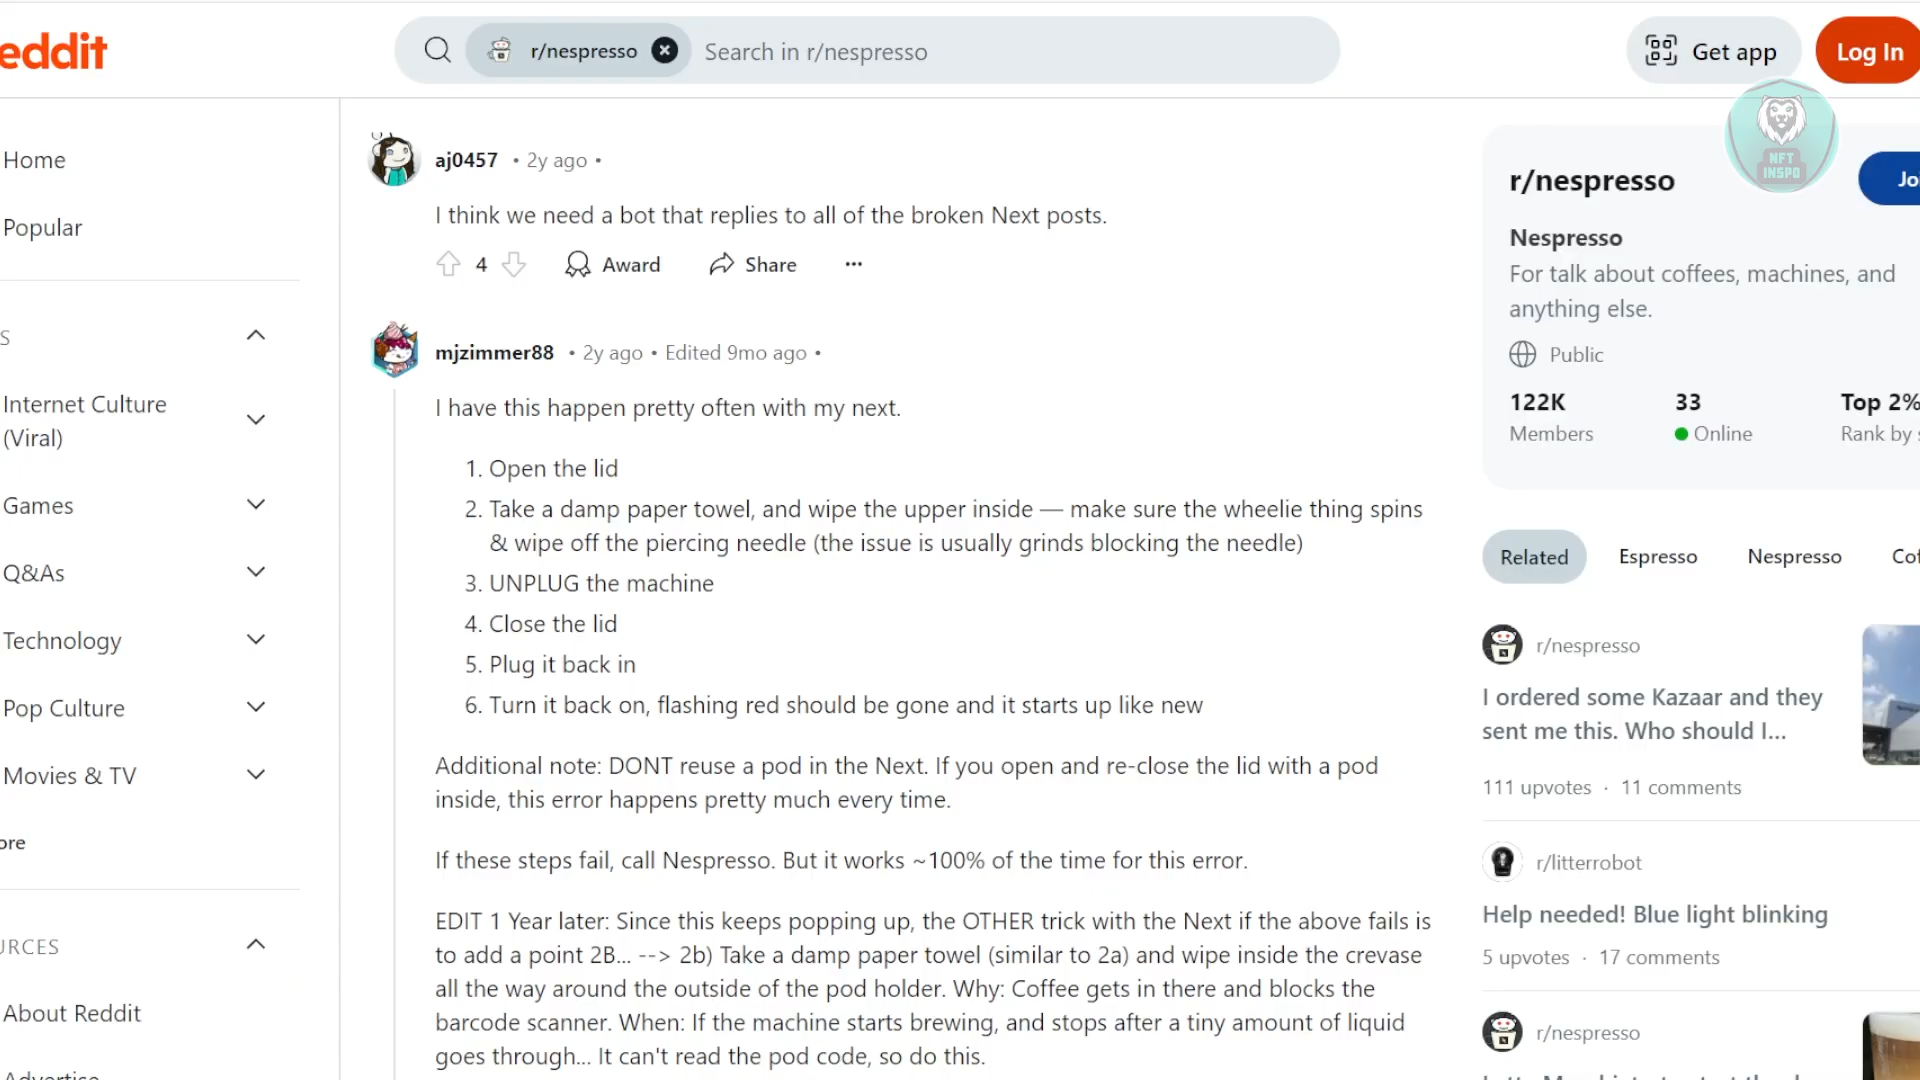 eddit
r/nespresso
Search in r/nespresso
Get app
Log In
Home
Popular
S
Internet Culture
(Viral)
Games
Q&As
Technology
Pop Culture
Movies & TV
ore
URCES
About Reddit
Advertise
aj0457 • 2y ago •
I think we need a bot that replies to all of the broken Next posts.
4 Award Share ...
mjzimmer88 • 2y ago • Edited 9mo ago •
I have this happen pretty often with my next.
1. Open the lid
2. Take a damp paper towel, and wipe the upper inside — make sure the wheelie thing spins
& wipe off the piercing needle (the issue is usually grinds blocking the needle)
3. UNPLUG the machine
4. Close the lid
5. Plug it back in
6. Turn it back on, flashing red should be gone and it starts up like new
Additional note: DONT reuse a pod in the Next. If you open and re-close the lid with a pod
inside, this error happens pretty much every time.
If these steps fail, call Nespresso. But it works ~100% of the time for this error.
EDIT 1 Year later: Since this keeps popping up, the OTHER trick with the Next if the above fails is
to add a point 2B... --> 2b) Take a damp paper towel (similar to 2a) and wipe inside the crevase
all the way around the outside of the pod holder. Why: Coffee gets in there and blocks the
barcode scanner. When: If the machine starts brewing, and stops after a tiny amount of liquid
goes through... It can't read the pod code, so do this.
NFT
INSPO
r/nespresso
Joi
Nespresso
For talk about coffees, machines, and
anything else.
Public
122K 33 Top 2%
Members Online Rank by s
Related Espresso Nespresso Cof
r/nespresso
I ordered some Kazaar and they
sent me this. Who should I...
111 upvotes · 11 comments
r/litterrobot
Help needed! Blue light blinking
5 upvotes · 17 comments
r/nespresso